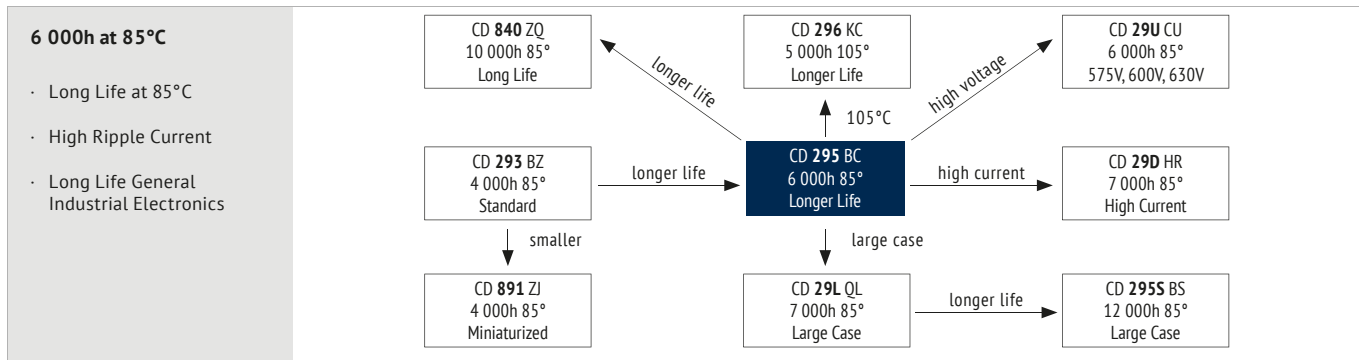 6 000h at 85°C
· Long Life at 85°C
· High Ripple Current
· Long Life General
Industrial Electronics
CD 840 ZQ
10 000h 85°
Long Life
CD 296 KC
5 000h 105°
Longer Life
CD 29U CU
6 000h 85°
575V, 600V, 630V
longer life
105°C
high voltage
CD 293 BZ
4 000h 85°
Standard
longer life
CD 295 BC
6 000h 85°
Longer Life
high current
CD 29D HR
7 000h 85°
High Current
smaller
large case
CD 891 ZJ
4 000h 85°
Miniaturized
CD 29L QL
7 000h 85°
Large Case
longer life
CD 295S BS
12 000h 85°
Large Case